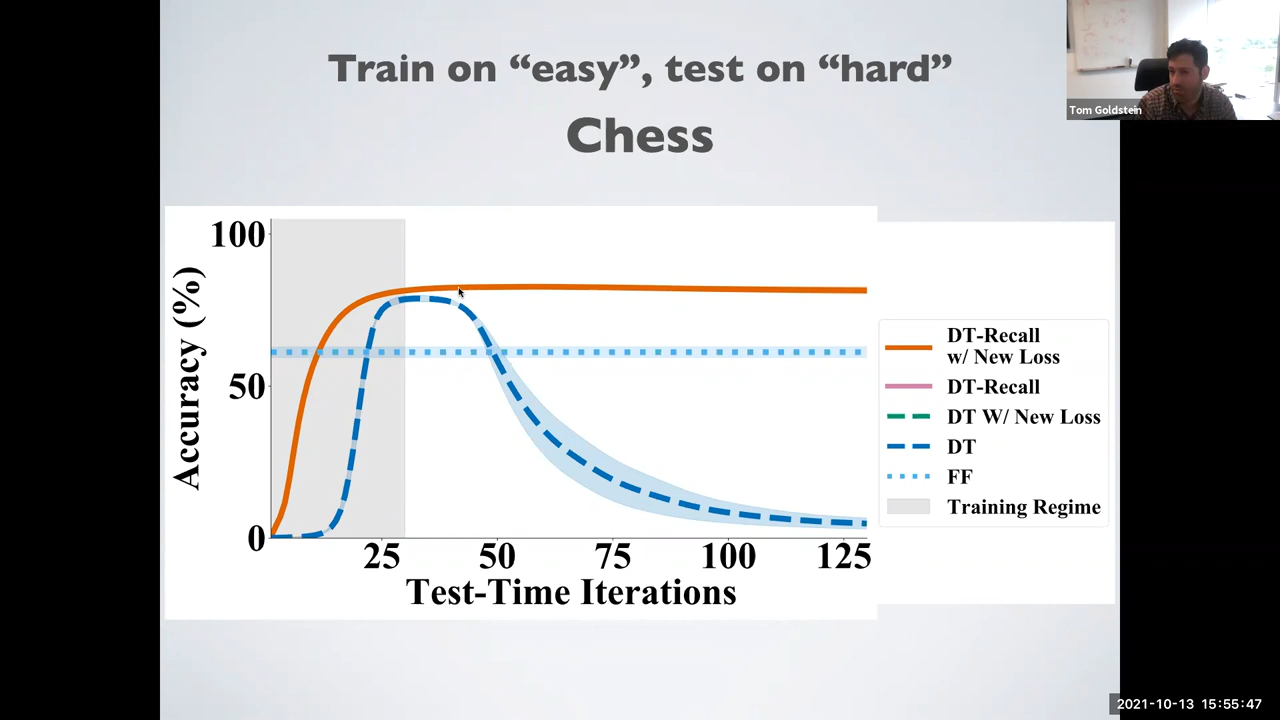 Train on “easy”, test on “hard”
Chess
Tom Goldstein
100
50
0
Accuracy (%)
25 50 75 100 125
Test-Time Iterations
DT-Recall
w/ New Loss
DT-Recall
DT W/ New Loss
DT
FF
Training Regime
2021-10-13 15:55:47